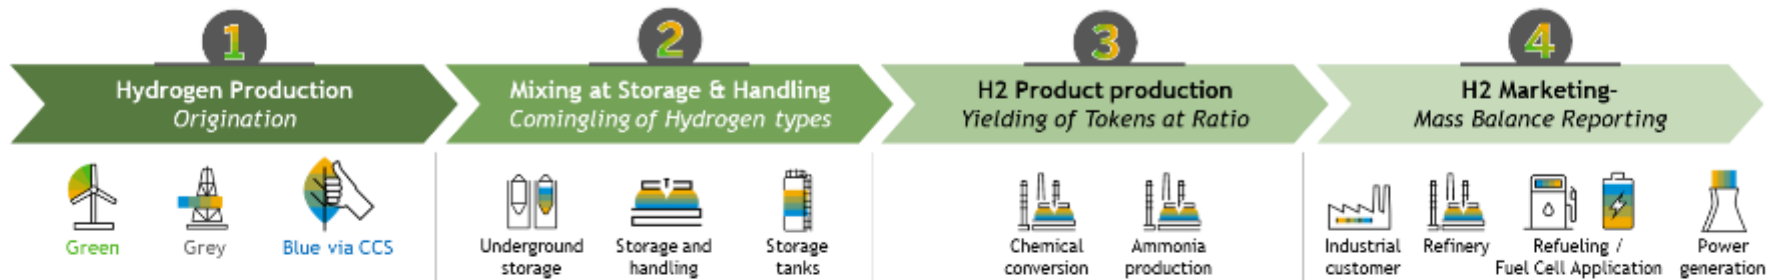 1
Hydrogen Production
Origination
Green
Grey
Blue via CCS
2
Mixing at Storage & Handling
Comingling of Hydrogen types
Underground
storage
Storage and
handling
Storage
tanks
3
H2 Product production
Yielding of Tokens at Ratio
Chemical
conversion
Ammonia
production
4
H2 Marketing-
Mass Balance Reporting
Industrial
customer
Refinery
Refueling /
Fuel Cell Application
Power
generation